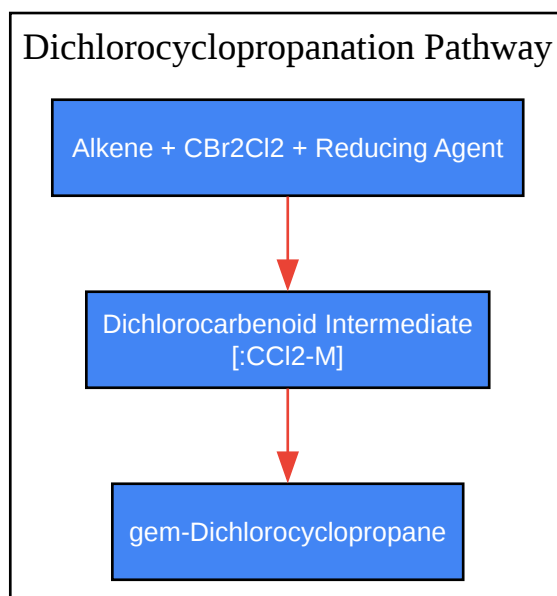 Dichlorocyclopropanation Pathway
Alkene + CBr2Cl2 + Reducing Agent
Dichlorocarbenoid Intermediate
[:CCl2-M]
gem-Dichlorocyclopropane